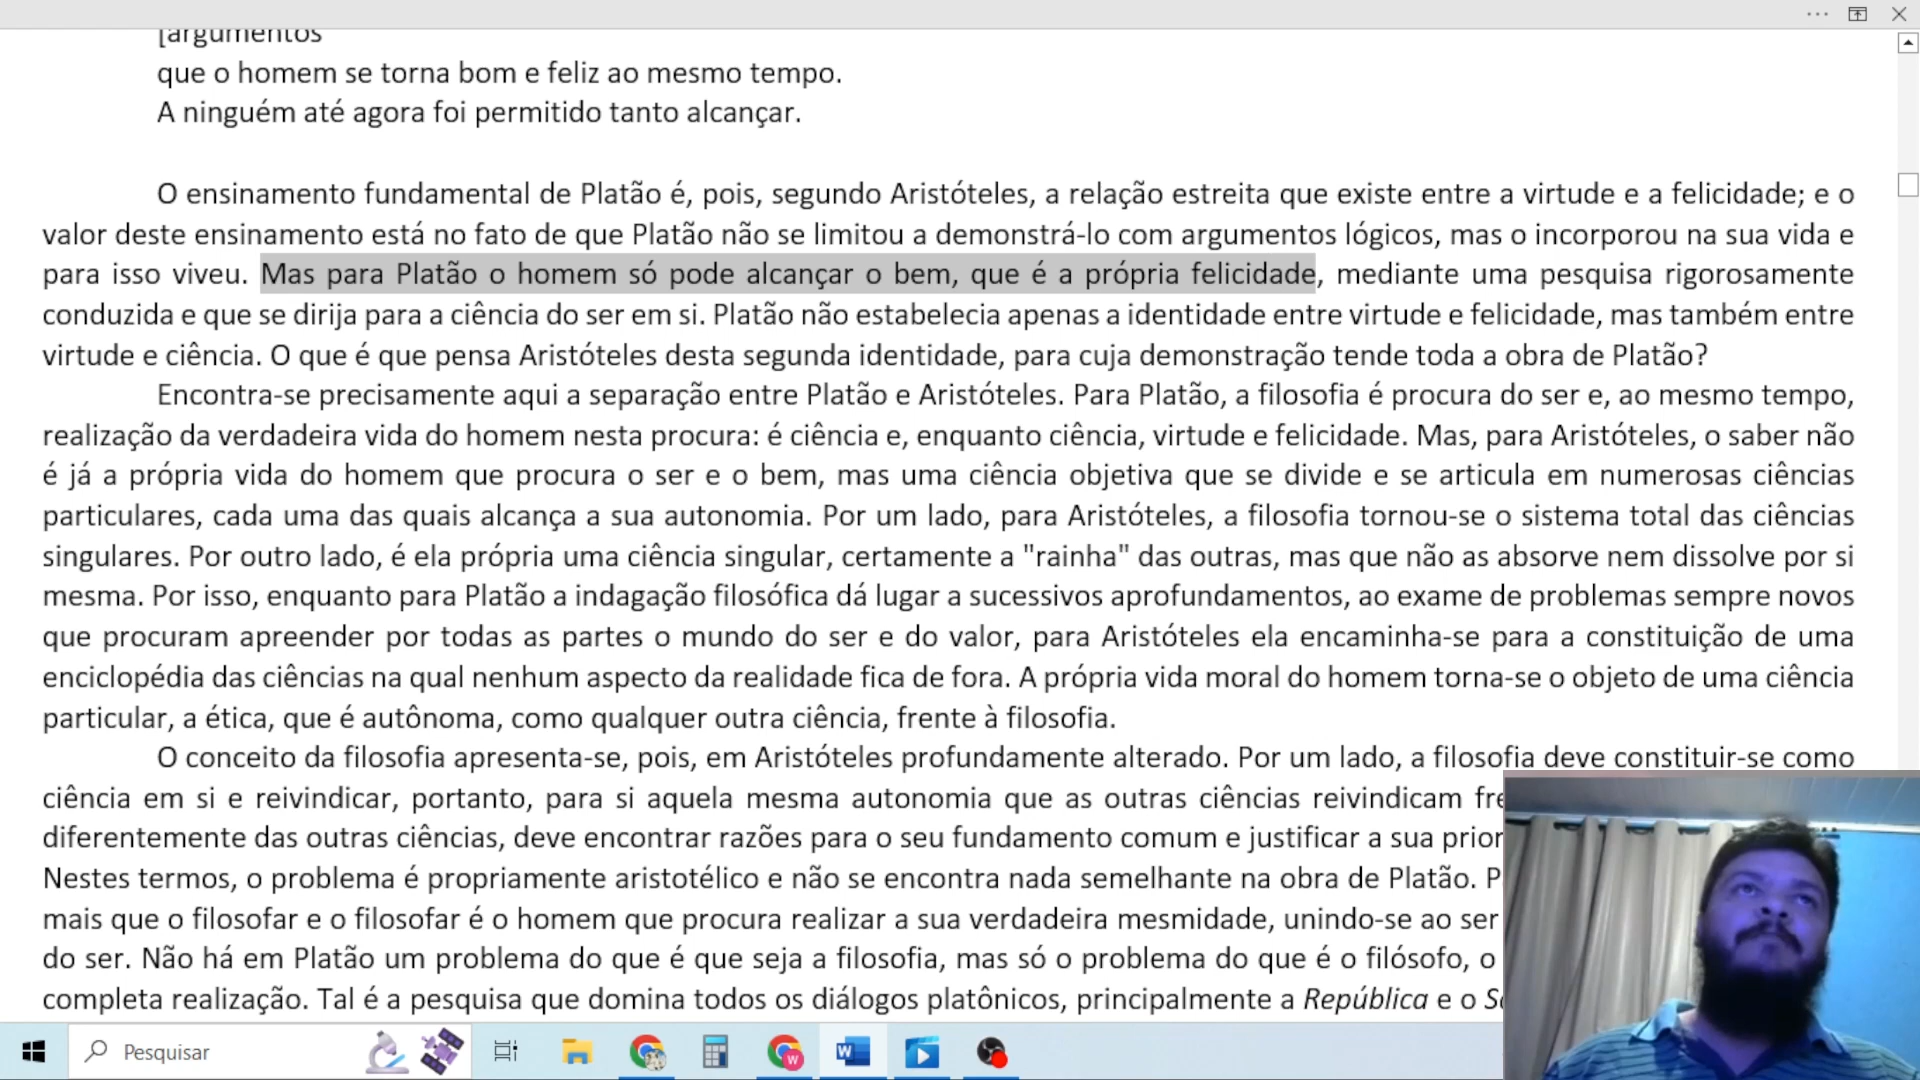 [argumentos
que o homem se torna bom e feliz ao mesmo tempo.
A ninguém até agora foi permitido tanto alcançar.
O ensinamento fundamental de Platão é, pois, segundo Aristóteles, a relação estreita que existe entre a virtude e a felicidade; e o
valor deste ensinamento está no fato de que Platão não se limitou a demonstrá-lo com argumentos lógicos, mas o incorporou na sua vida e
para isso viveu. Mas para Platão o homem só pode alcançar o bem, que é a própria felicidade, mediante uma pesquisa rigorosamente
conduzida e que se dirija para a ciência do ser em si. Platão não estabelecia apenas a identidade entre virtude e felicidade, mas também entre
virtude e ciência. O que é que pensa Aristóteles desta segunda identidade, para cuja demonstração tende toda a obra de Platão?
Encontra-se precisamente aqui a separação entre Platão e Aristóteles. Para Platão, a filosofia é procura do ser e, ao mesmo tempo,
realização da verdadeira vida do homem nesta procura: é ciência e, enquanto ciência, virtude e felicidade. Mas, para Aristóteles, o saber não
é já a própria vida do homem que procura o ser e o bem, mas uma ciência objetiva que se divide e se articula em numerosas ciências
particulares, cada uma das quais alcança a sua autonomia. Por um lado, para Aristóteles, a filosofia tornou-se o sistema total das ciências
singulares. Por outro lado, é ela própria uma ciência singular, certamente a "rainha" das outras, mas que não as absorve nem dissolve por si
mesma. Por isso, enquanto para Platão a indagação filosófica dá lugar a sucessivos aprofundamentos, ao exame de problemas sempre novos
que procuram apreender por todas as partes o mundo do ser e do valor, para Aristóteles ela encaminha-se para a constituição de uma
enciclopédia das ciências na qual nenhum aspecto da realidade fica de fora. A própria vida moral do homem torna-se o objeto de uma ciência
particular, a ética, que é autônoma, como qualquer outra ciência, frente à filosofia.
O conceito da filosofia apresenta-se, pois, em Aristóteles profundamente alterado. Por um lado, a filosofia deve constituir-se como
ciência em si e reivindicar, portanto, para si aquela mesma autonomia que as outras ciências reivindicam fre
diferentemente das outras ciências, deve encontrar razões para o seu fundamento comum e justificar a sua prior
Nestes termos, o problema é propriamente aristotélico e não se encontra nada semelhante na obra de Platão. P
mais que o filosofar e o filosofar é o homem que procura realizar a sua verdadeira mesmidade, unindo-se ao ser
do ser. Não há em Platão um problema do que é que seja a filosofia, mas só o problema do que é o filósofo, o
completa realização. Tal é a pesquisa que domina todos os diálogos platônicos, principalmente a República e o So
Pesquisar
W
W